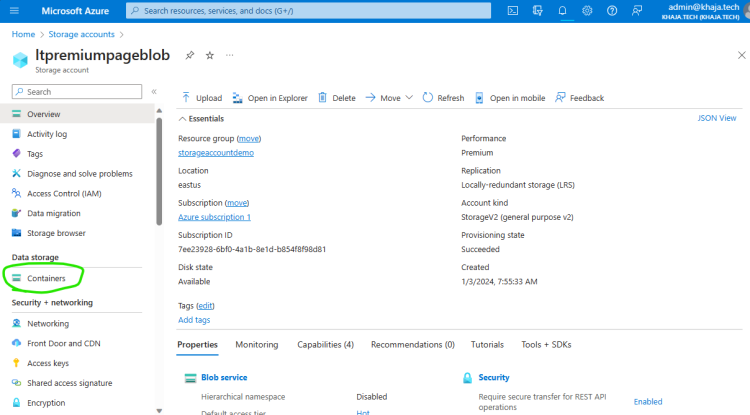 Microsoft Azure
Search resources, services, and docs (G+/)
admin@khaja.tech
KHAJA.TECH (KHAJA.TECH)
Home > Storage accounts >
ltpremiumpageblob
Storage account
Search
Overview
Activity log
Tags
Diagnose and solve problems
Access Control (IAM)
Data migration
Storage browser
Data storage
Containers
Security + networking
Networking
Front Door and CDN
Access keys
Shared access signature
Encryption
Upload Open in Explorer Delete Move Refresh Open in mobile Feedback
Essentials
JSON View
Resource group (move)
storageaccountdemo
Location
eastus
Subscription (move)
Azure subscription 1
Subscription ID
7ee23928-6bf0-4a1b-8e1d-b854f8f98d81
Disk state
Available
Performance
Premium
Replication
Locally-redundant storage (LRS)
Account kind
StorageV2 (general purpose v2)
Provisioning state
Succeeded
Created
1/3/2024, 7:55:33 AM
Tags (edit)
Add tags
Properties Monitoring Capabilities (4) Recommendations (0) Tutorials Tools + SDKs
Blob service
Hierarchical namespace Disabled
Default access tier Hot
Security
Require secure transfer for REST API Enabled
operations